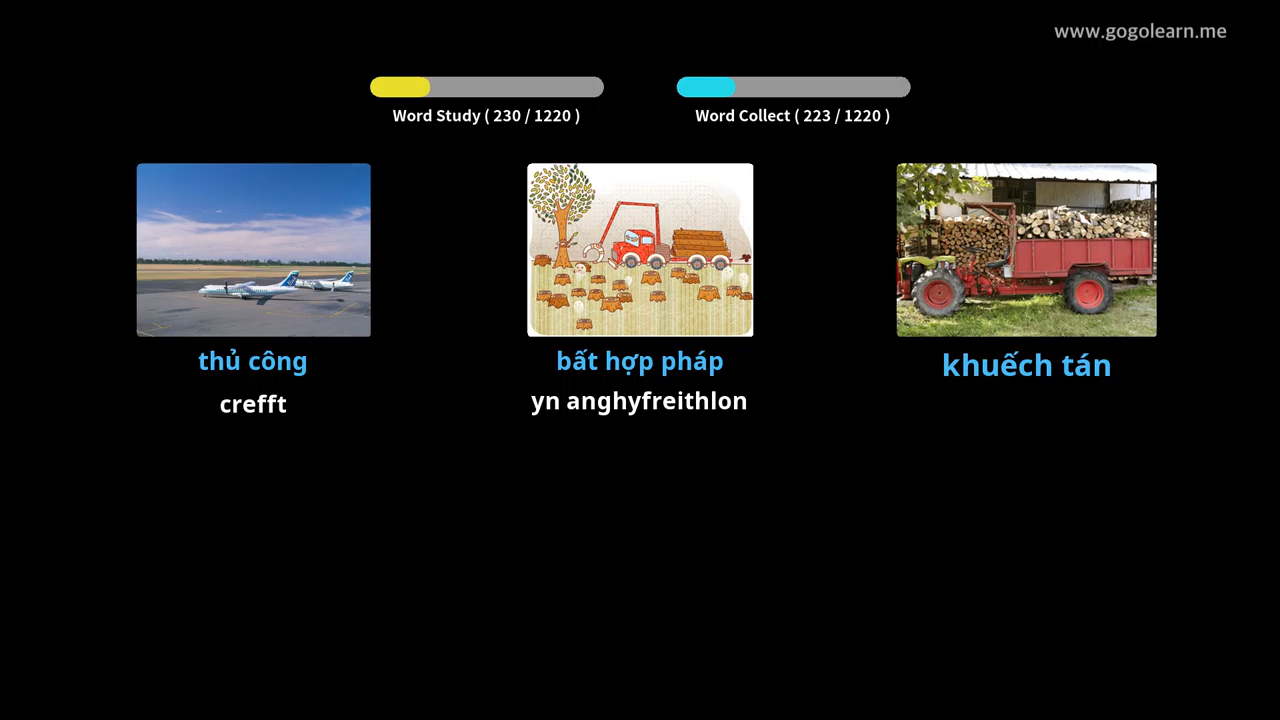 www.gogolearn.me
Word Study ( 230 / 1220 )
Word Collect ( 223 / 1220 )
thủ công
crefft
bất hợp pháp
yn anghyfreithlon
khuếch tán